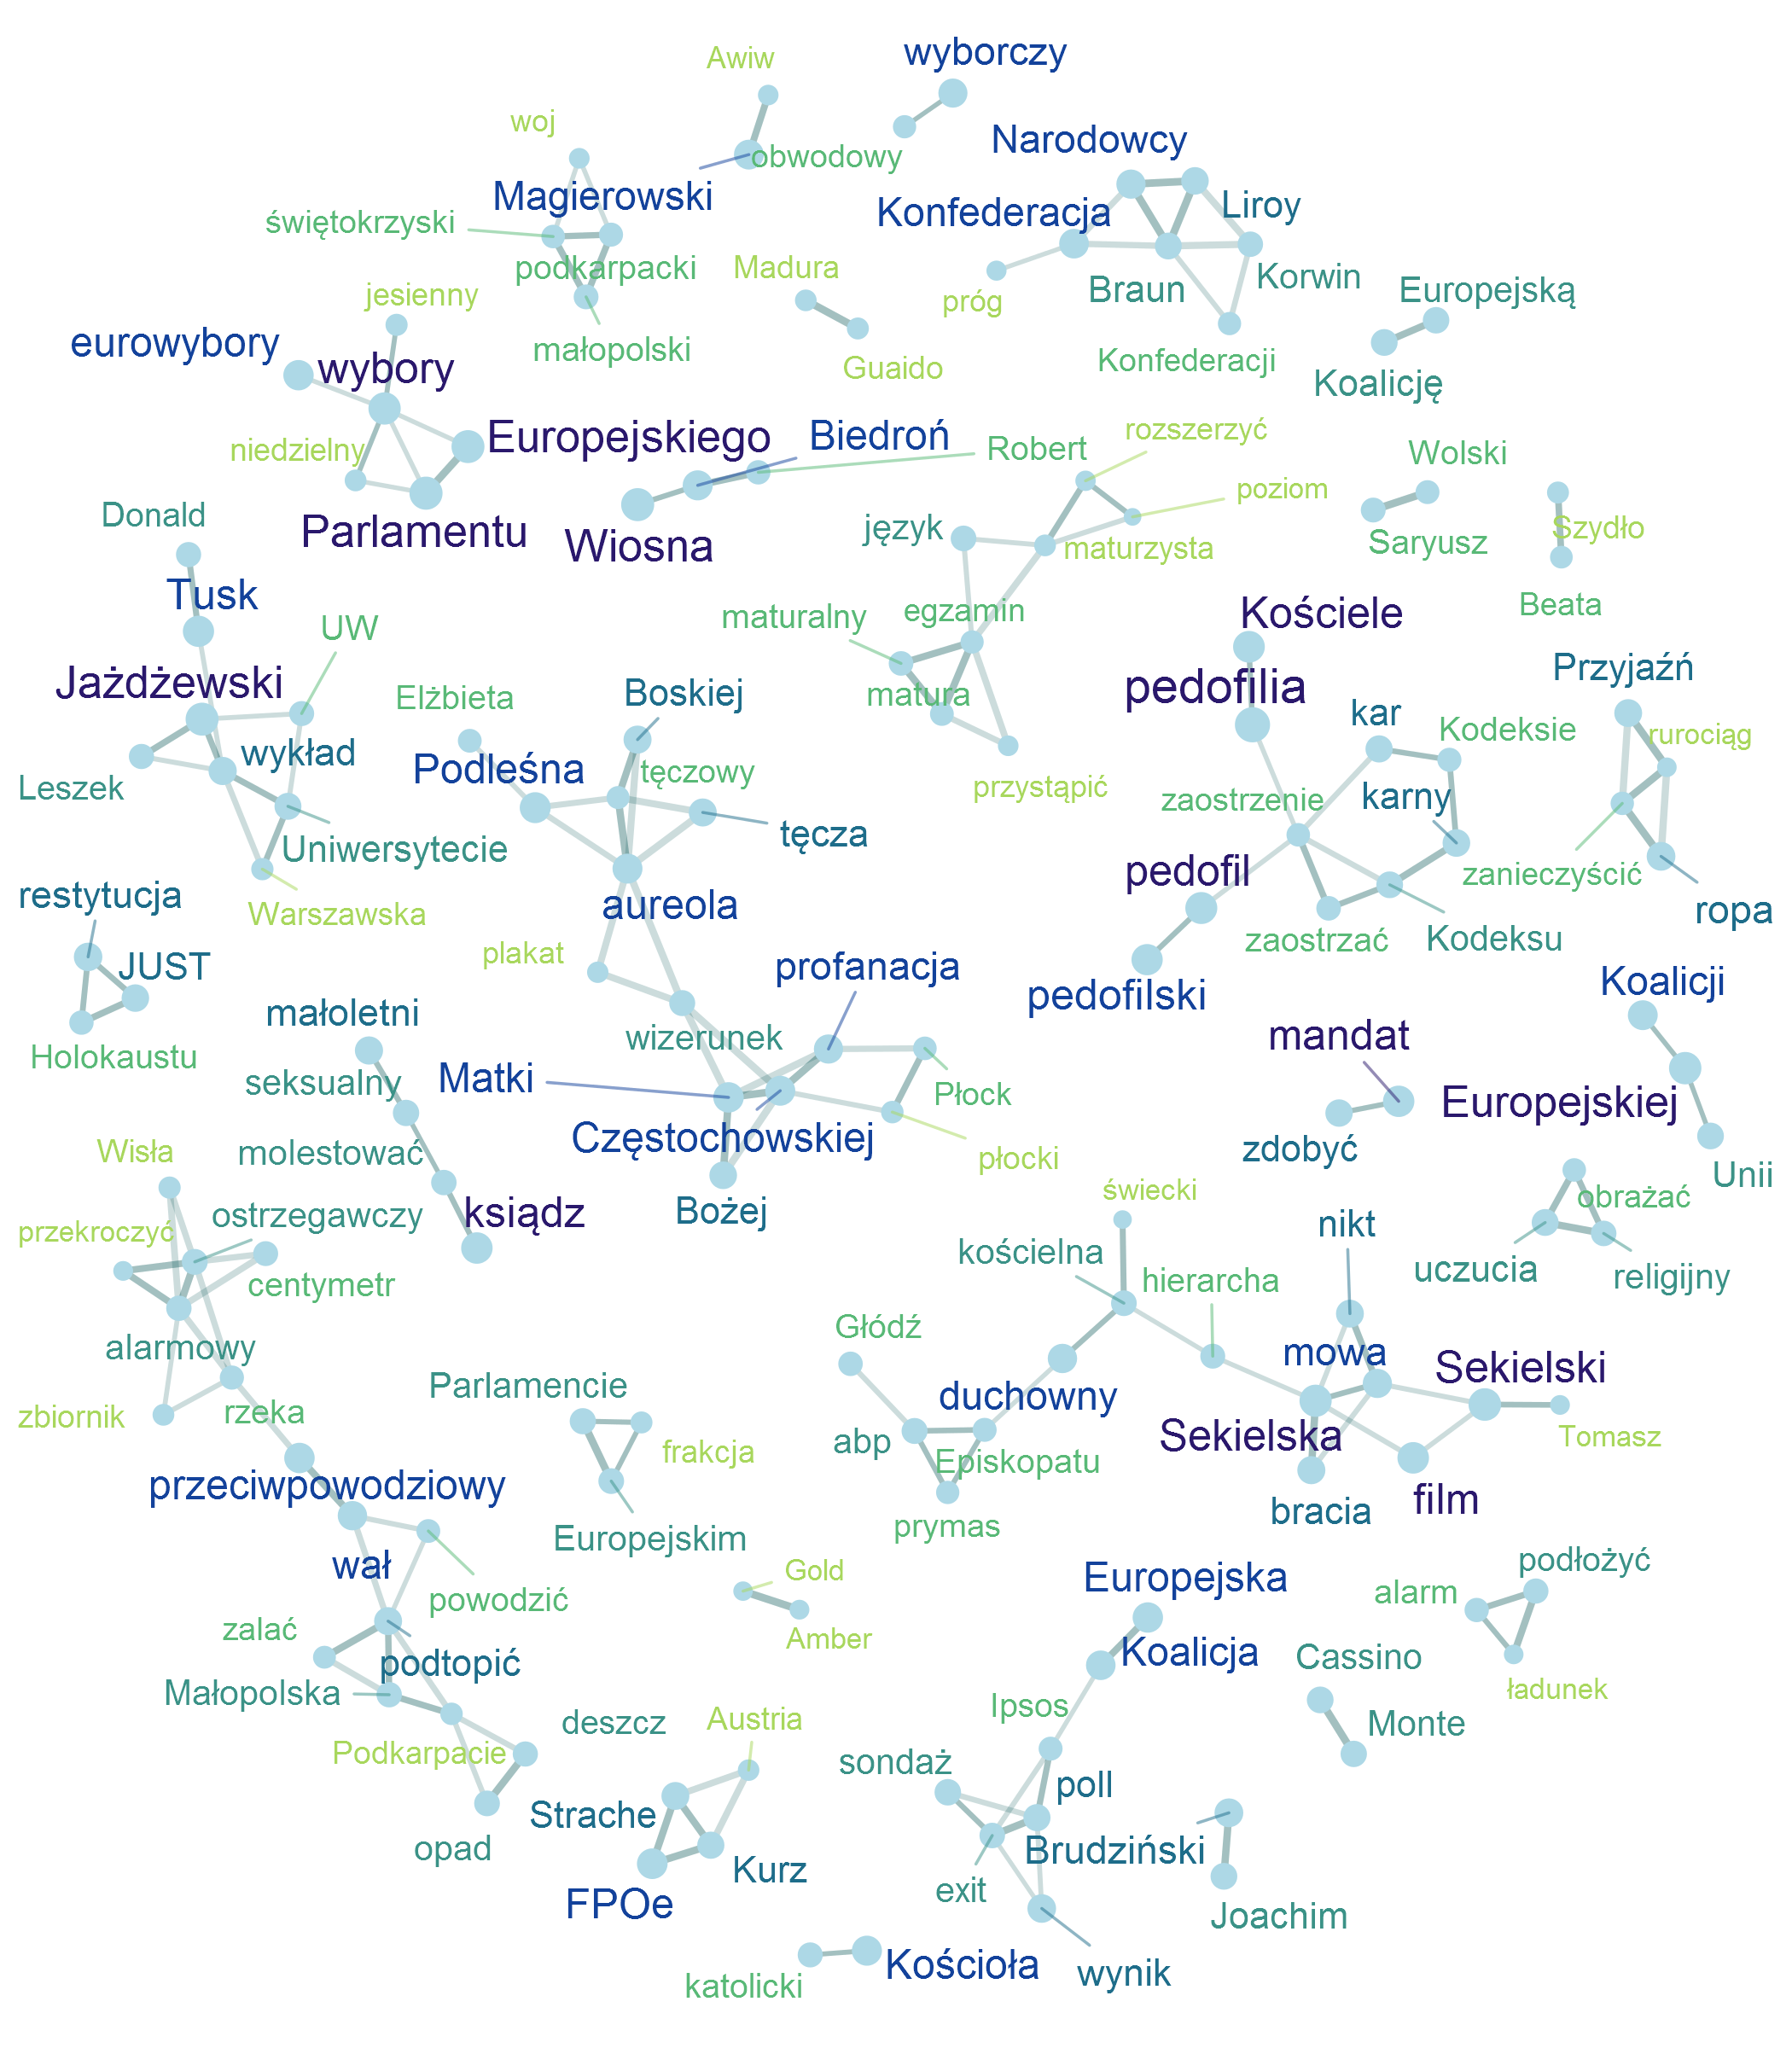 Awiw
wyborczy
woj
Narodowcy
obwodowy
Magierowski
Liroy
Konfederacja
świętokrzyski
podkarpacki
Madura
Korwin
Braun
Europejską
jesienny
próg
eurowybory
małopolski
Konfederacji
wybory
Guaido
Koalicję
Europejskiego
Biedroń
rozszerzyć
niedzielny
Robert
Wolski
poziom
Donald
Parlamentu
Wiosna
język
maturzysta
Saryusz
Szydło
Tusk
maturalny
egzamin
Kościele
Beata
UW
Jażdżewski
Elżbieta
Boskiej
matura
pedofilia
Przyjaźń
kar
Kodeksie
rurociąg
wykład
Podleśna
tęczowy
Leszek
przystąpić
zaostrzenie
karny
Uniwersytecie
tęcza
pedofil
zanieczyścić
restytucja
Warszawska
aureola
zaostrzać
Kodeksu
ropa
JUST
plakat
profanacja
pedofilski
Koalicji
małoletni
Holokaustu
wizerunek
mandat
seksualny
Matki
Płock
Europejskiej
Częstochowskiej
zdobyć
Wisła
molestować
płocki
Unii
ksiądz
Bożej
świecki
obrażać
przekroczyć
ostrzegawczy
nikt
kościelna
hierarcha
uczucia
religijny
centymetr
Głódź
alarmowy
mowa
Sekielski
Parlamencie
duchowny
zbiornik
rzeka
abp
Sekielska
Tomasz
frakcja
Episkopatu
przeciwpowodziowy
film
bracia
prymas
Europejskim
wał
podłożyć
Gold
Europejska
alarm
powodzić
zalać
Amber
Koalicja
Cassino
podtopić
Małopolska
ładunek
Ipsos
deszcz
Austria
Monte
Podkarpacie
sondaż
poll
Strache
opad
Brudziński
Kurz
exit
FPOe
Joachim
Kościoła
wynik
katolicki